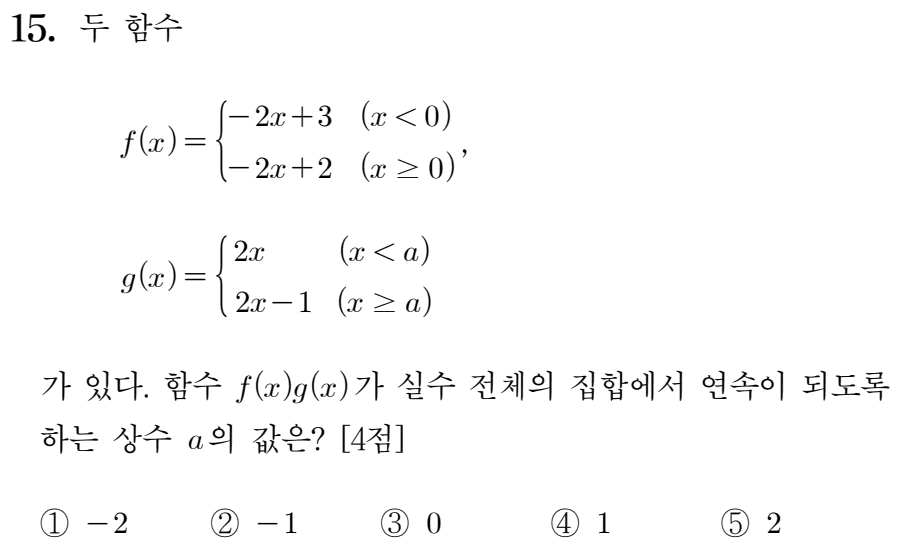 15. 두 함수
f(x) = { −2x+3 (x < 0)
−2x+2 (x ≥ 0) ,
g(x) = { 2x (x < a)
2x−1 (x ≥ a)
가 있다. 함수 f(x)g(x)가 실수 전체의 집합에서 연속이 되도록
하는 상수 a의 값은? [4점]
① −2 ② −1 ③ 0 ④ 1 ⑤ 2